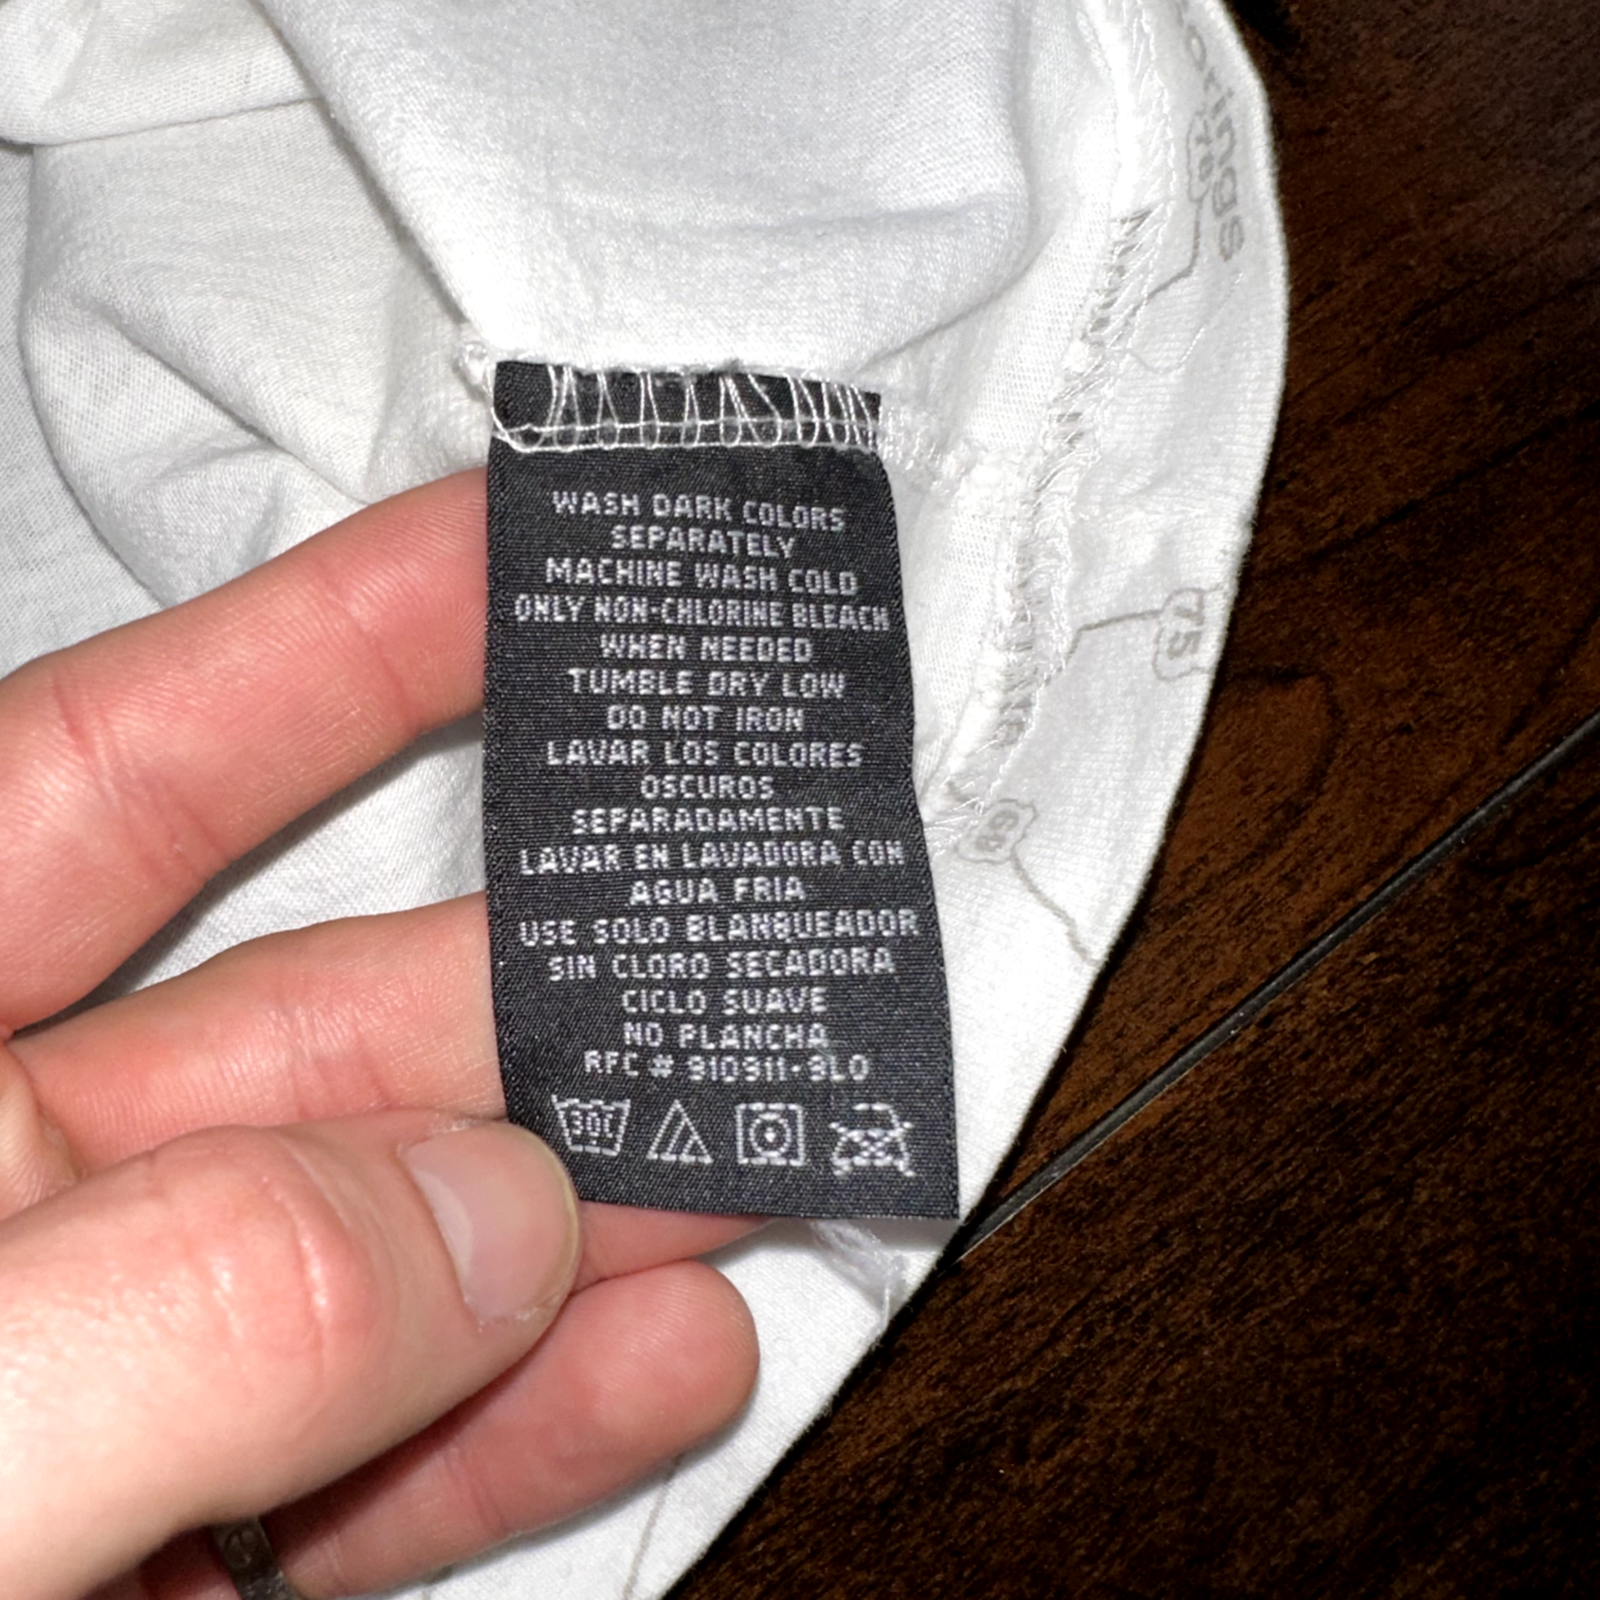 WASH DARK COLORS
SEPARATELY
MACHINE WASH COLD
ONLY NON-CHLORINE BLEACH
WHEN NEEDED
TUMBLE DRY LOW
DO NOT IRON
LAVAR LOS COLORES
OSCUROS
SEPARADAMENTE
LAVAR EN LAVADORA CON
AGUA FRIA
USE SOLO BLANQUEADOR
SIN CLORO SECADORA
CICLO SUAVE
NO PLANCHA
RFC # 910911-9L0
30C
75